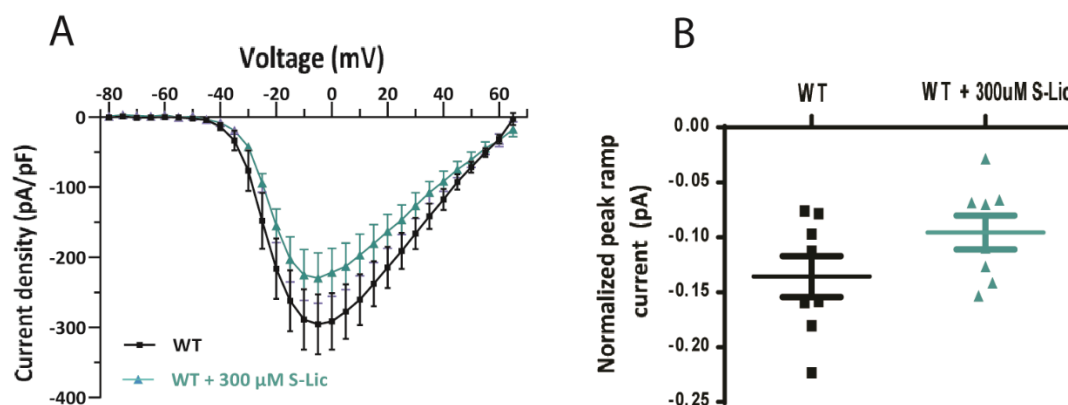 A
Voltage (mV)
-80 -60 -40 -20 0 20 40 60
0
-100
-200
-300
-400
Current density (pA/pF)
WT
WT + 300 µM S-Lic
B
WT WT + 300uM S-Lic
0.00
-0.05
-0.10
-0.15
-0.20
-0.25
Normalized peak ramp
current (pA)